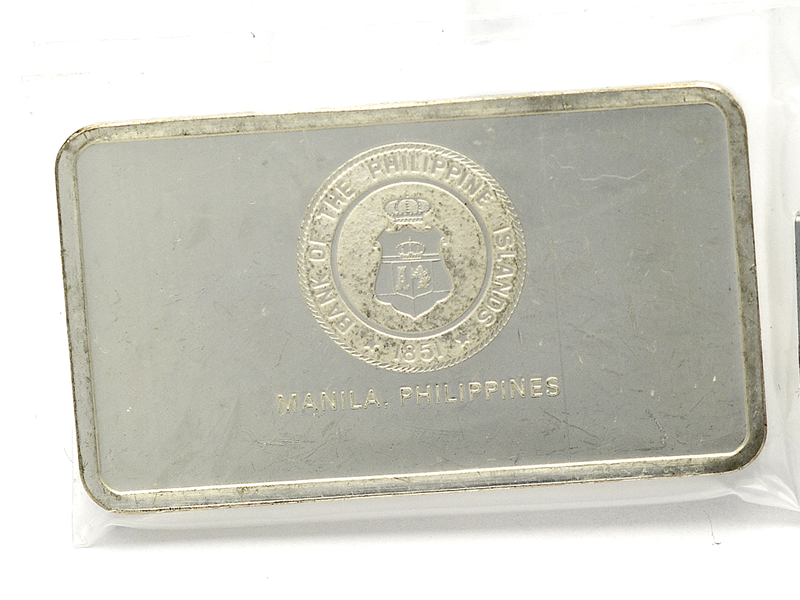 BANK OF THE PHILIPPINE ISLANDS
1851
MANILA, PHILIPPINES